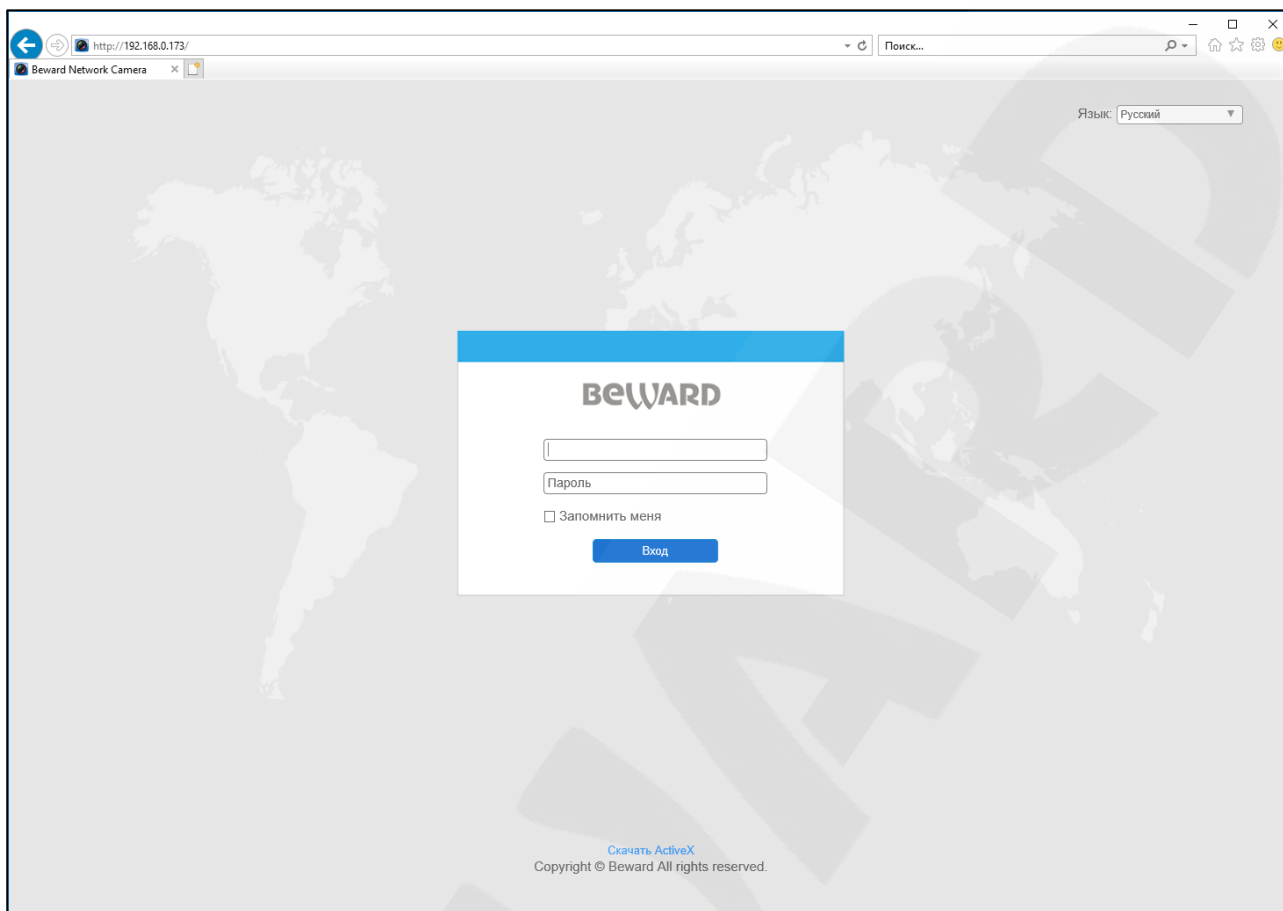 http://192.168.0.173/
Поиск...
Beward Network Camera
Язык: Русский
BEWARD
Пароль
Запомнить меня
Вход
Скачать ActiveX
Copyright © Beward All rights reserved.